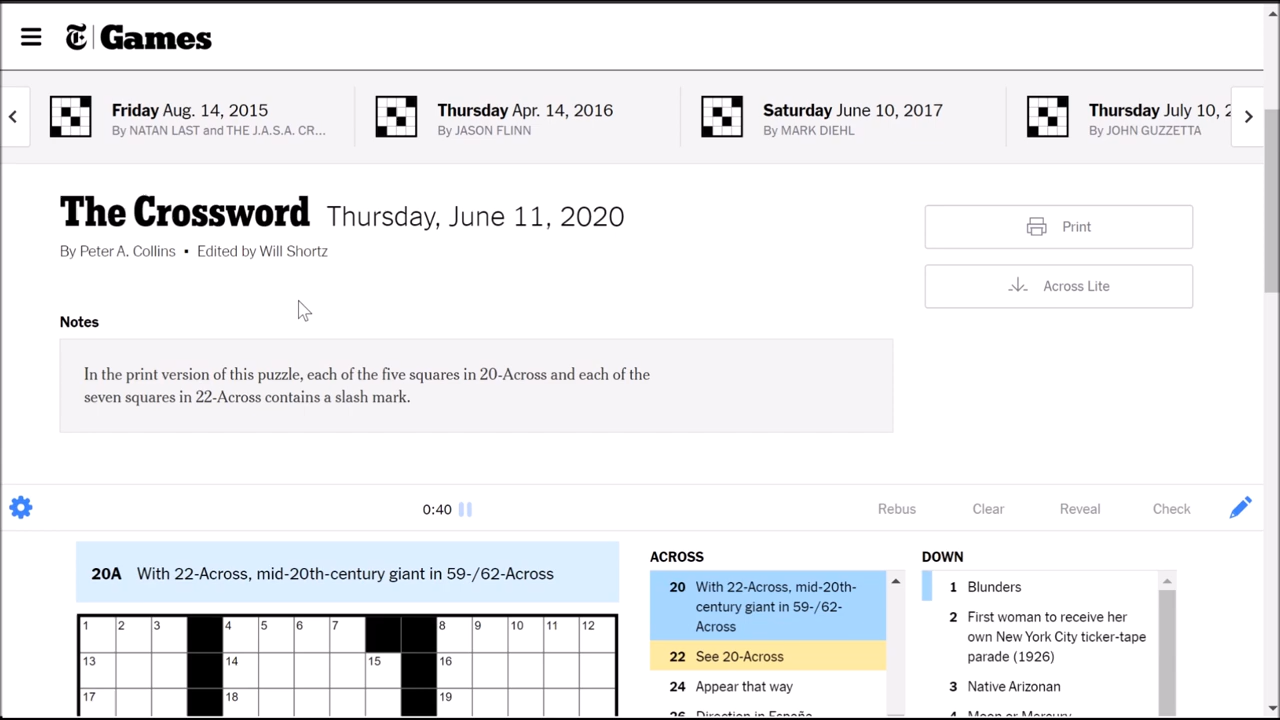 T Games
Friday Aug. 14, 2015
By NATAN LAST and THE J.A.S.A. CR...
Thursday Apr. 14, 2016
By JASON FLINN
Saturday June 10, 2017
By MARK DIEHL
Thursday July 10, 2
By JOHN GUZZETTA
The Crossword Thursday, June 11, 2020
By Peter A. Collins • Edited by Will Shortz
Print
Across Lite
Notes
In the print version of this puzzle, each of the five squares in 20-Across and each of the
seven squares in 22-Across contains a slash mark.
0:40
Rebus Clear Reveal Check
20A With 22-Across, mid-20th-century giant in 59-/62-Across
1 2 3 4 5 6 7 8 9 10 11 12
13 14 15 16
17 18 19
ACROSS
20 With 22-Across, mid-20th-
century giant in 59-/62-
Across
22 See 20-Across
24 Appear that way
26 Direction in España
DOWN
1 Blunders
2 First woman to receive her
own New York City ticker-tape
parade (1926)
3 Native Arizonan
4 Moon or Mercury